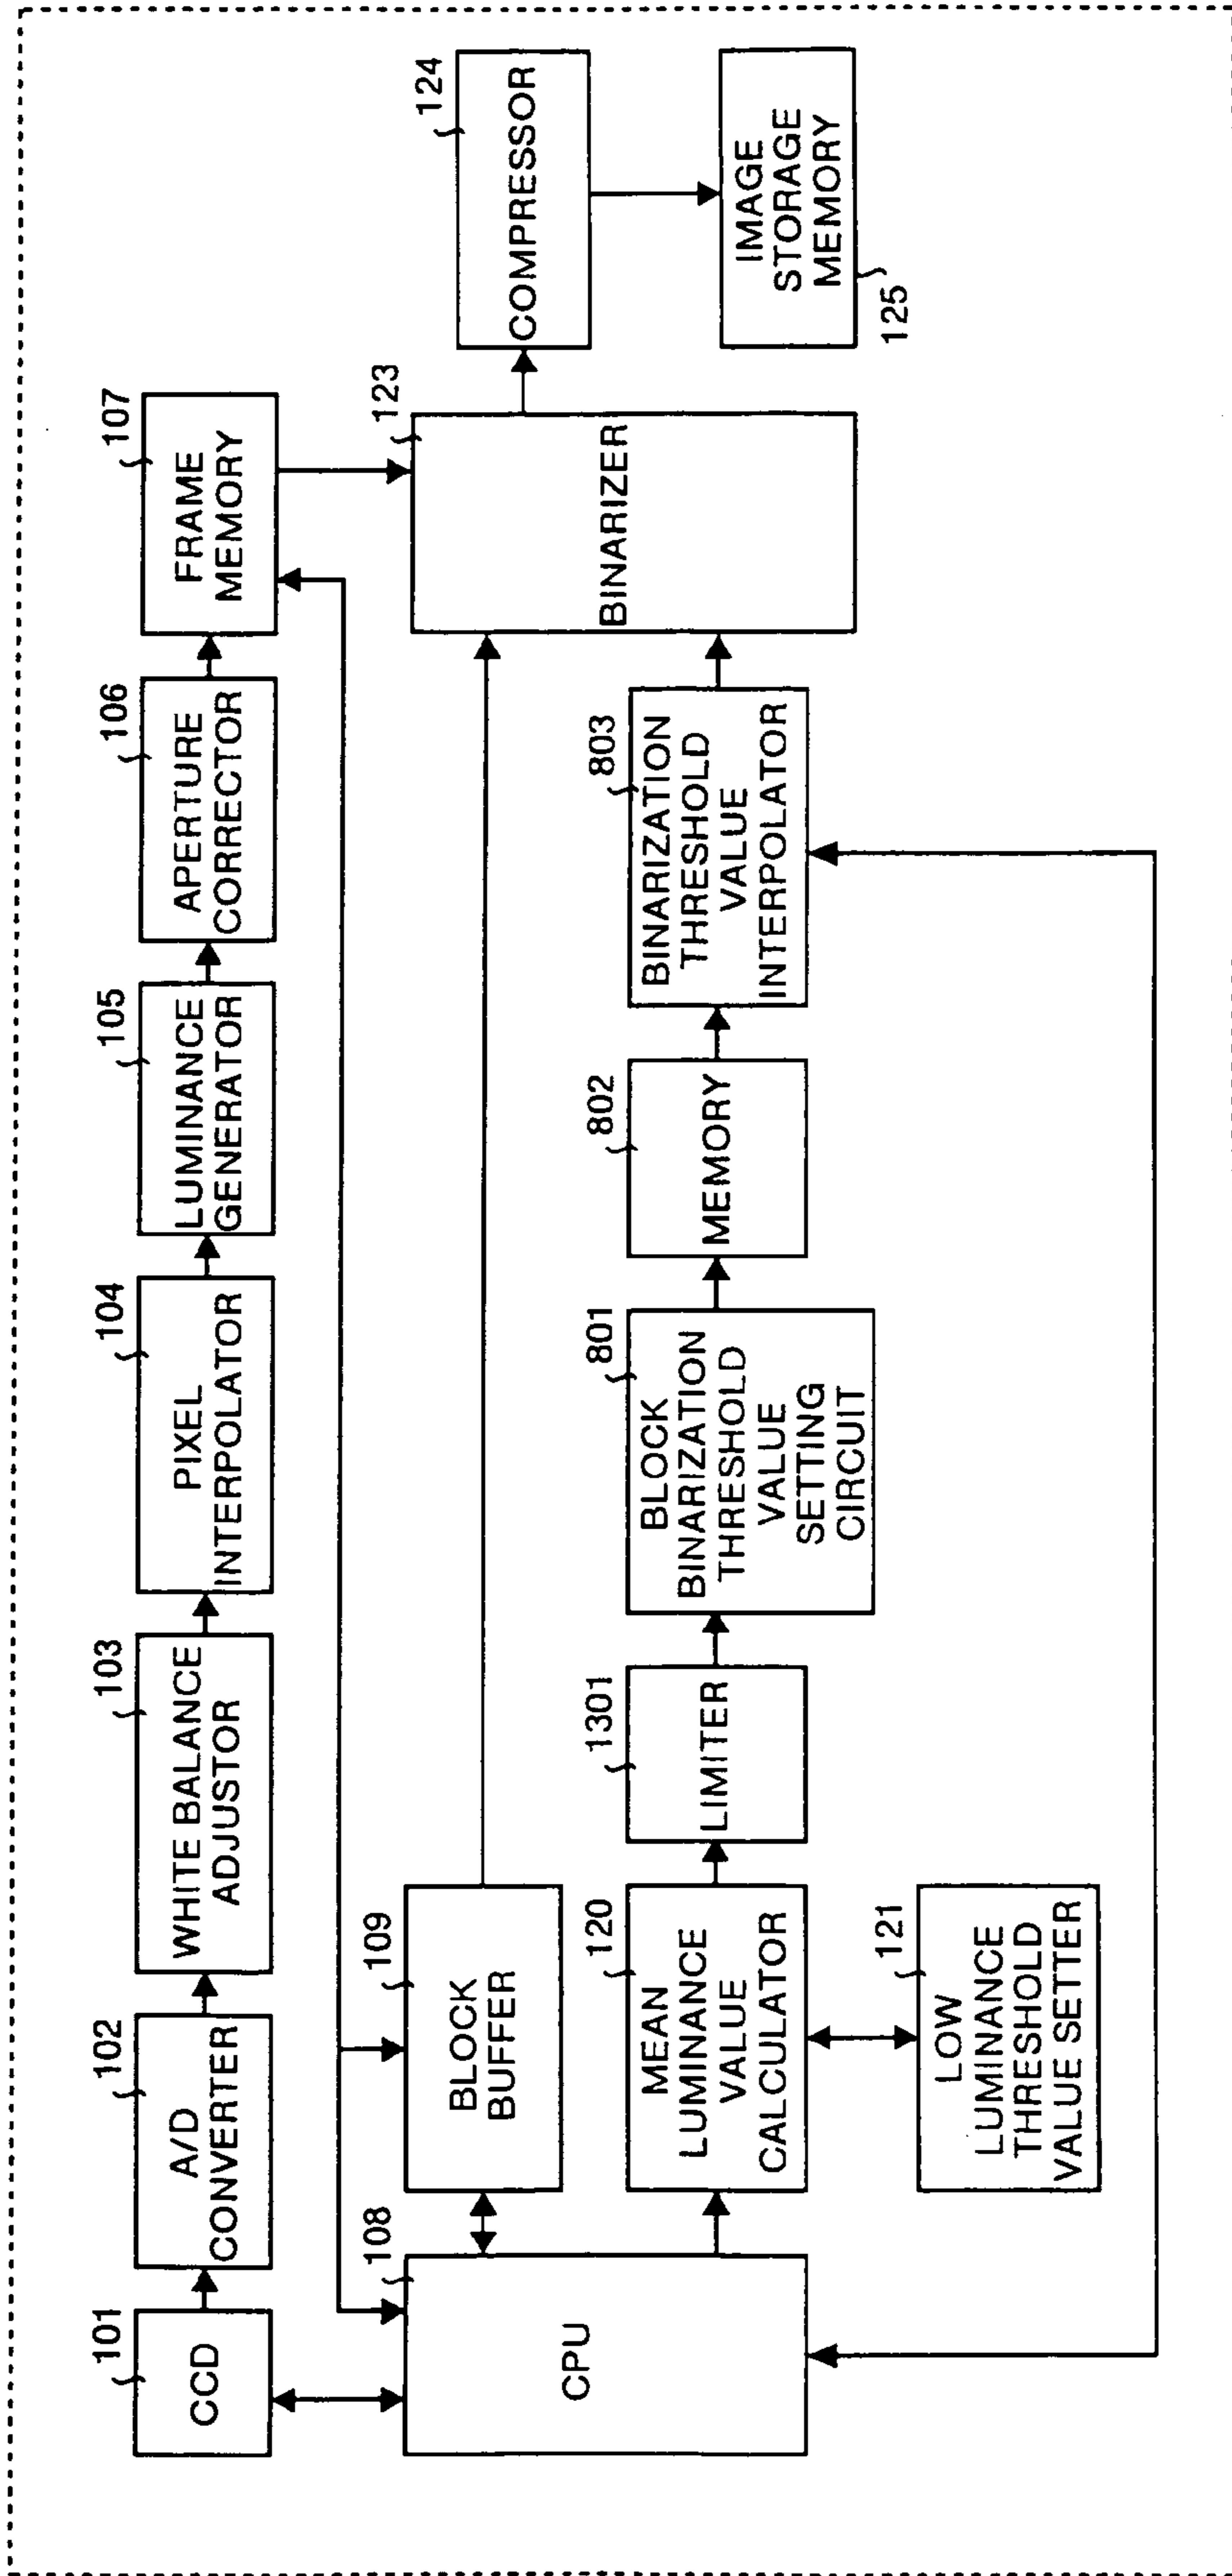 101
CCD
102
A/D
CONVERTER
103
WHITE BALANCE
ADJUSTOR
104
PIXEL
INTERPOLATOR
105
LUMINANCE
GENERATOR
106
APERTURE
CORRECTOR
107
FRAME
MEMORY
108
CPU
109
BLOCK
BUFFER
120
MEAN
LUMINANCE
VALUE
CALCULATOR
121
LOW
LUMINANCE
THRESHOLD
VALUE SETTER
1301
LIMITER
801
BLOCK
BINARIZATION
THRESHOLD
VALUE
SETTING
CIRCUIT
802
MEMORY
803
BINARIZATION
THRESHOLD
VALUE
INTERPOLATOR
123
BINARIZER
124
COMPRESSOR
IMAGE
STORAGE
MEMORY
125